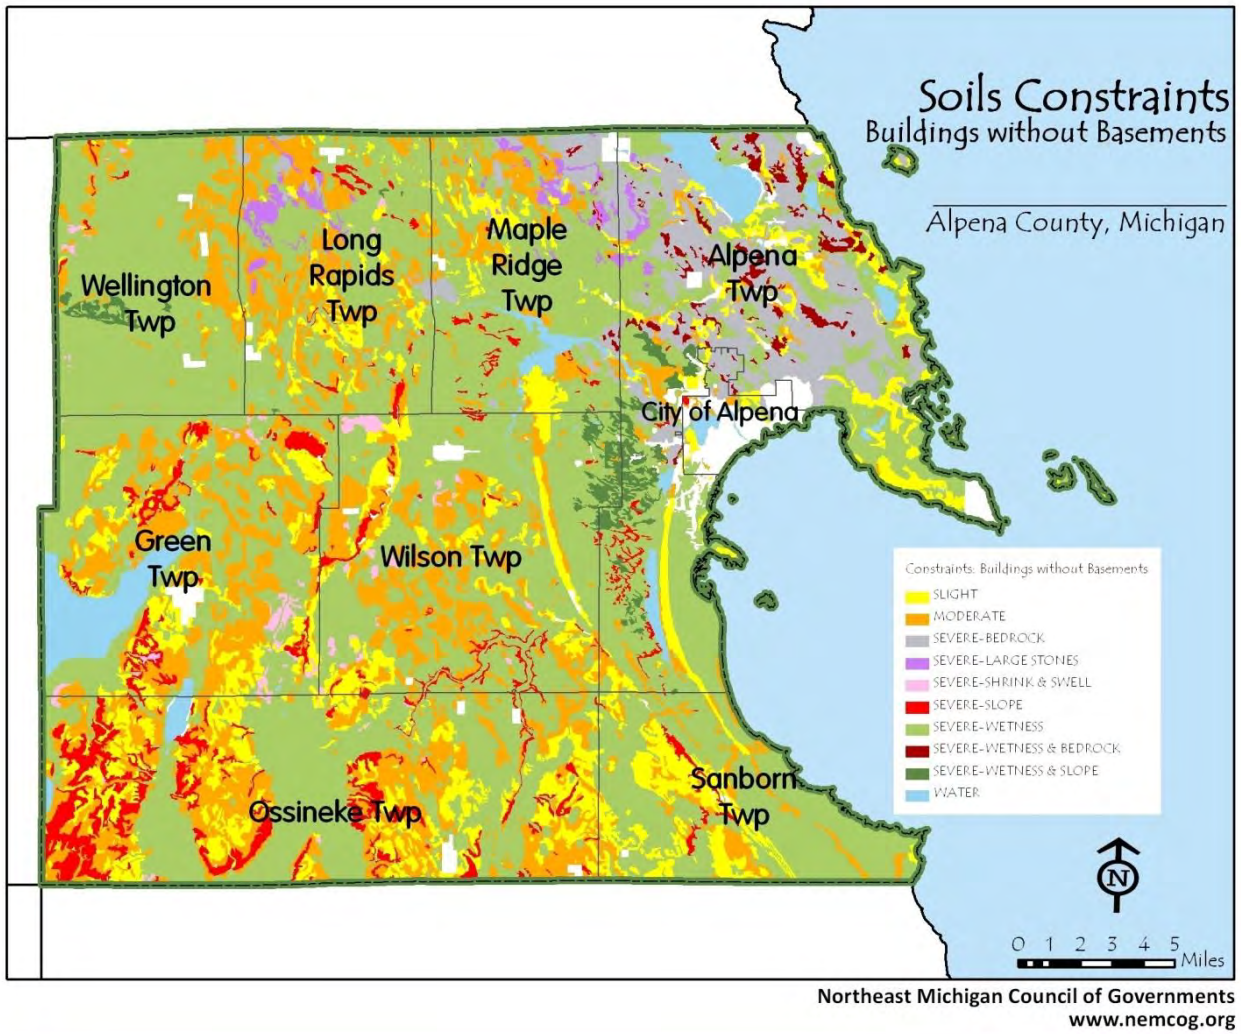 Soils Constraints
Buildings without Basements
Alpena County, Michigan
Long
Rapids
Twp
Maple
Ridge
Twp
Alpena
Twp
Wellington
Twp
City of Alpena
Green
Twp
Wilson Twp
Ossineke Twp
Sanborn
Twp
Constraints: Buildings without Basements
SLIGHT
MODERATE
SEVERE-BEDROCK
SEVERE-LARGE STONES
SEVERE-SHRINK & SWELL
SEVERE-SLOPE
SEVERE-WETNESS
SEVERE-WETNESS & BEDROCK
SEVERE-WETNESS & SLOPE
WATER
N
0 1 2 3 4 5
Miles
Northeast Michigan Council of Governments
www.nemcog.org